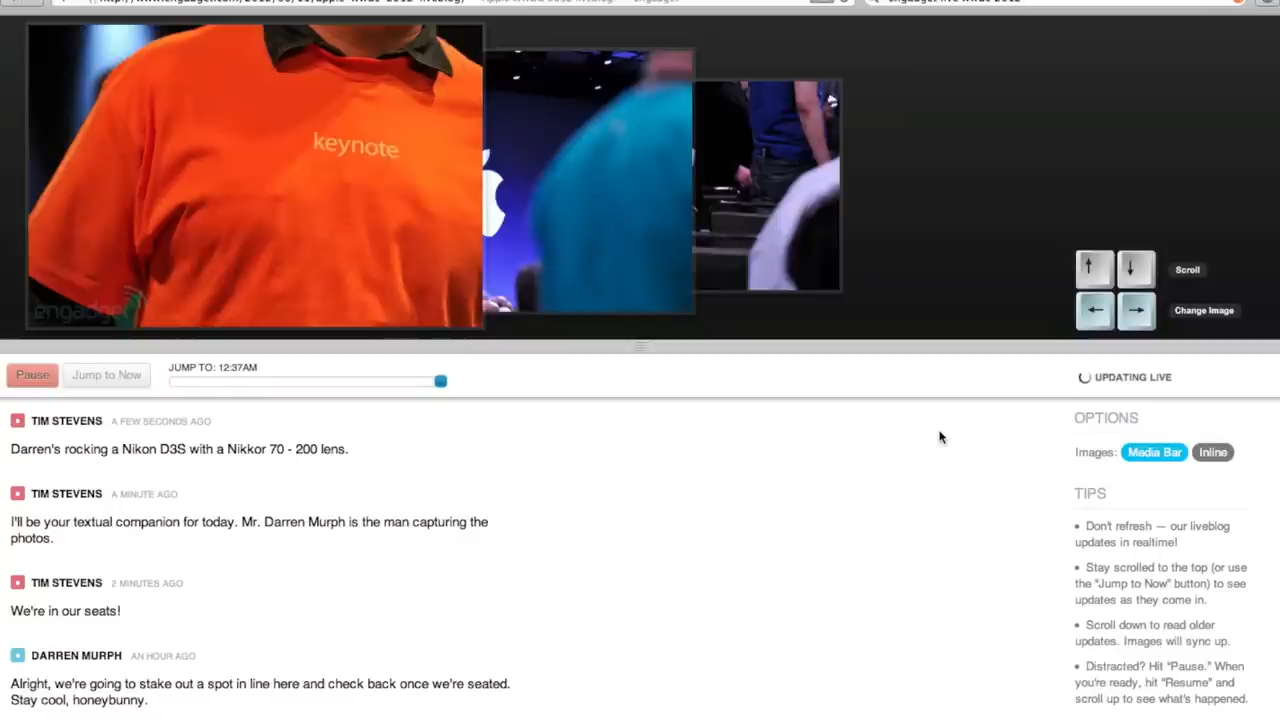 keynote
engadget
Scroll
Change Image
Pause
Jump to Now
JUMP TO: 12:37AM
UPDATING LIVE
TIM STEVENS A FEW SECONDS AGO
Darren's rocking a Nikon D3S with a Nikkor 70 - 200 lens.
TIM STEVENS A MINUTE AGO
I'll be your textual companion for today. Mr. Darren Murph is the man capturing the
photos.
TIM STEVENS 2 MINUTES AGO
We're in our seats!
DARREN MURPH AN HOUR AGO
Alright, we're going to stake out a spot in line here and check back once we're seated.
Stay cool, honeybunny.
OPTIONS
Images: Media Bar Inline
TIPS
• Don't refresh — our liveblog
updates in realtime!
• Stay scrolled to the top (or use
the "Jump to Now" button) to see
updates as they come in.
• Scroll down to read older
updates. Images will sync up.
• Distracted? Hit "Pause." When
you're ready, hit "Resume" and
scroll up to see what's happened.